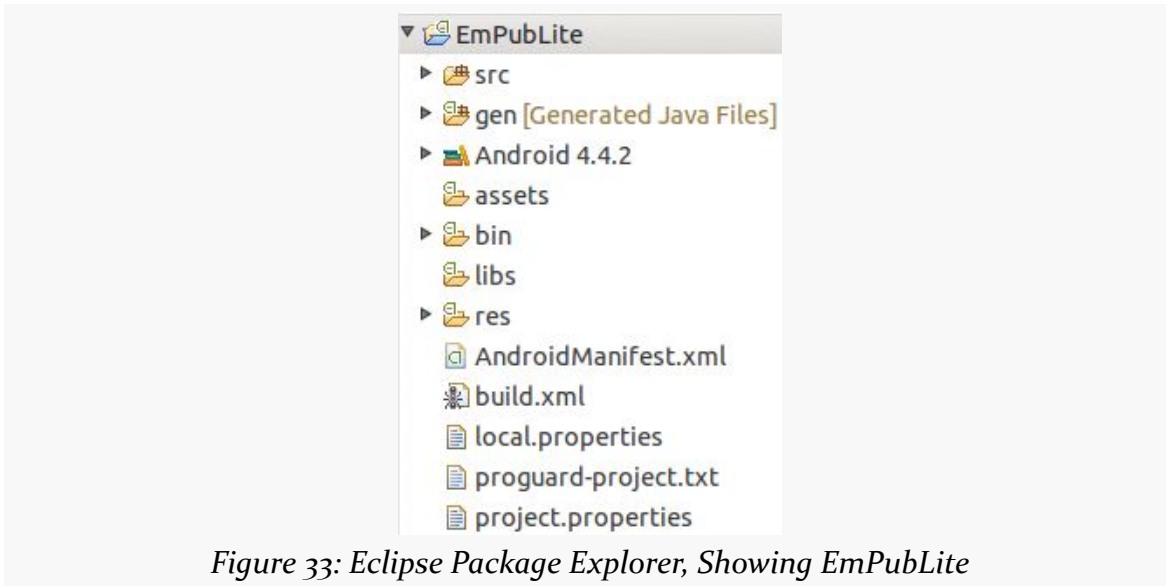 EmPubLite
src
gen [Generated Java Files]
Android 4.4.2
assets
bin
libs
res
AndroidManifest.xml
build.xml
local.properties
proguard-project.txt
project.properties
Figure 33: Eclipse Package Explorer, Showing EmPubLite